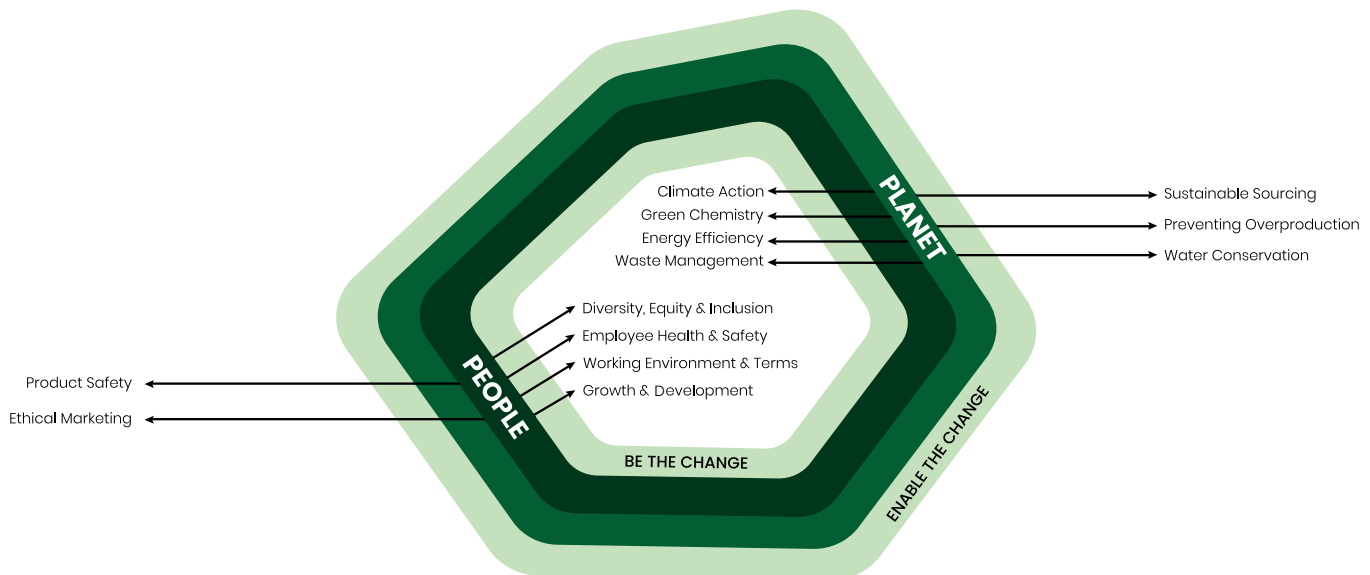 Climate Action
Green Chemistry
Energy Efficiency
Waste Management
PLANET
Sustainable Sourcing
Preventing Overproduction
Water Conservation
Diversity, Equity & Inclusion
Employee Health & Safety
Working Environment & Terms
Growth & Development
PEOPLE
Product Safety
Ethical Marketing
BE THE CHANGE
ENABLE THE CHANGE